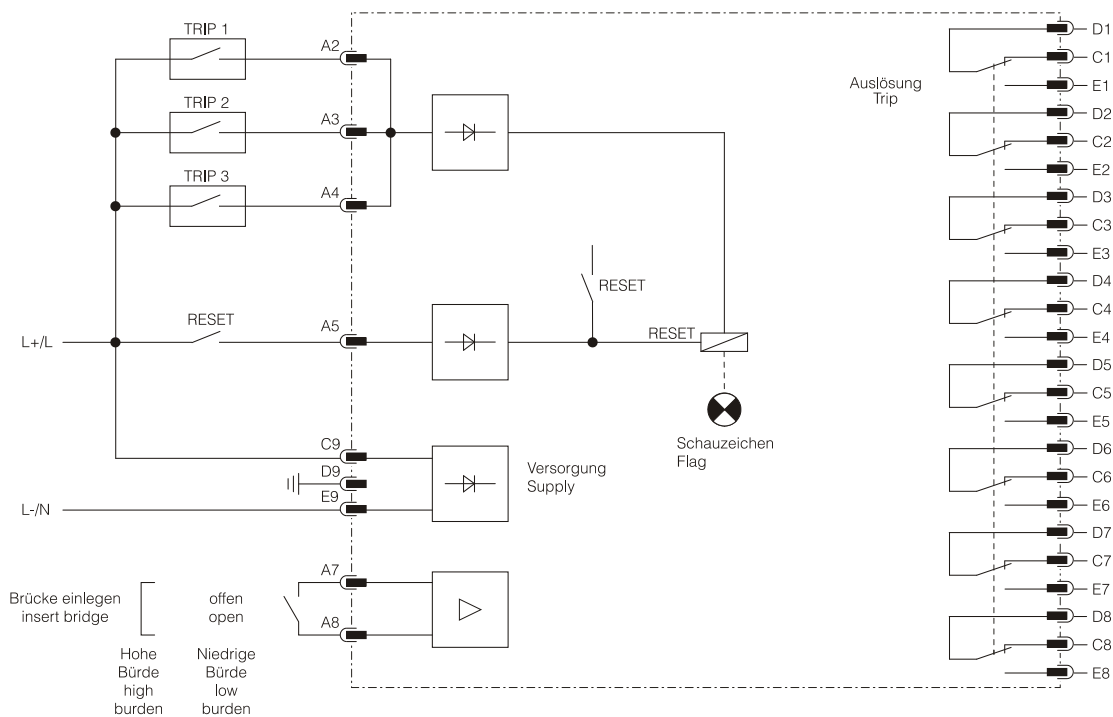 TRIP 1
A2
TRIP 2
A3
TRIP 3
A4
RESET
A5
L+/L
RESET
RESET
Schauzeichen
Flag
C9
D9
E9
L-/N
Versorgung
Supply
A7
A8
Brücke einlegen
insert bridge
offen
open
Hohe
Bürde
high
burden
Niedrige
Bürde
low
burden
Auslösung
Trip
D1
C1
E1
D2
C2
E2
D3
C3
E3
D4
C4
E4
D5
C5
E5
D6
C6
E6
D7
C7
E7
D8
C8
E8